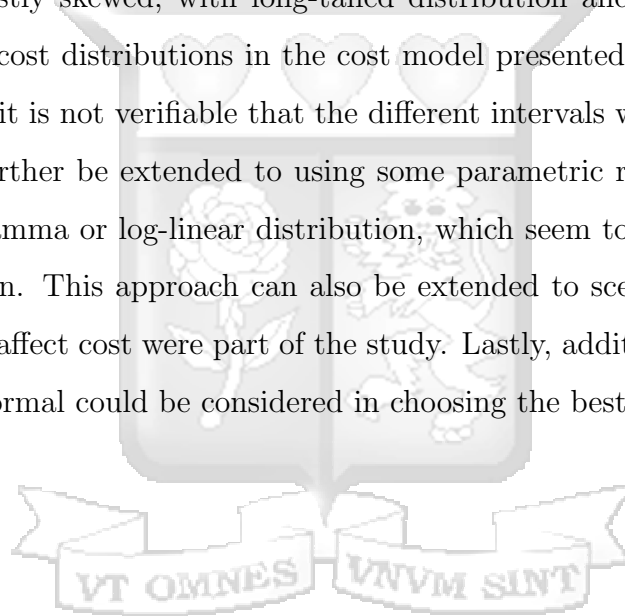 stly skewed, with long-tailed distribution and
cost distributions in the cost model presented
it is not verifiable that the different intervals w
rther be extended to using some parametric r
mma or log-linear distribution, which seem to
n. This approach can also be extended to sce
affect cost were part of the study. Lastly, addit
ormal could be considered in choosing the best
VT OMNES VNVM SINT